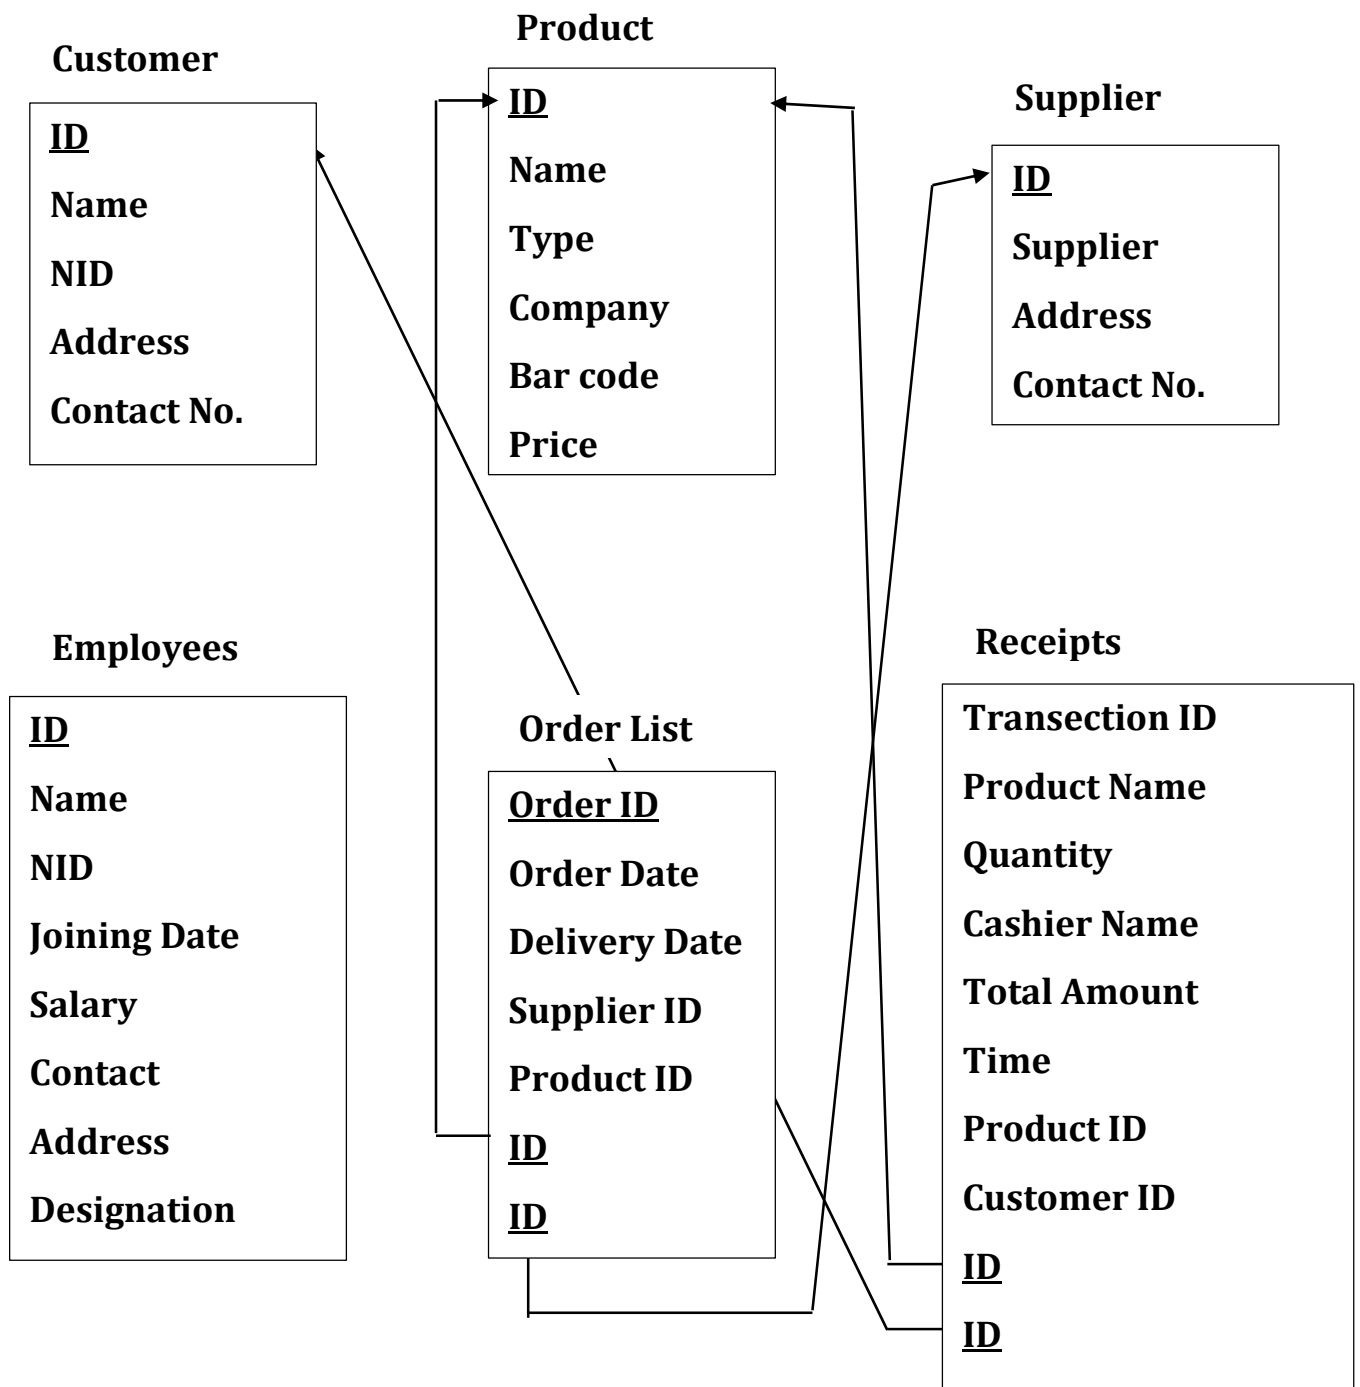 Customer
ID
Name
NID
Address
Contact No.
Product
ID
Name
Type
Company
Bar code
Price
Supplier
ID
Supplier
Address
Contact No.
Employees
ID
Name
NID
Joining Date
Salary
Contact
Address
Designation
Order List
Order ID
Order Date
Delivery Date
Supplier ID
Product ID
ID
ID
Receipts
Transection ID
Product Name
Quantity
Cashier Name
Total Amount
Time
Product ID
Customer ID
ID
ID